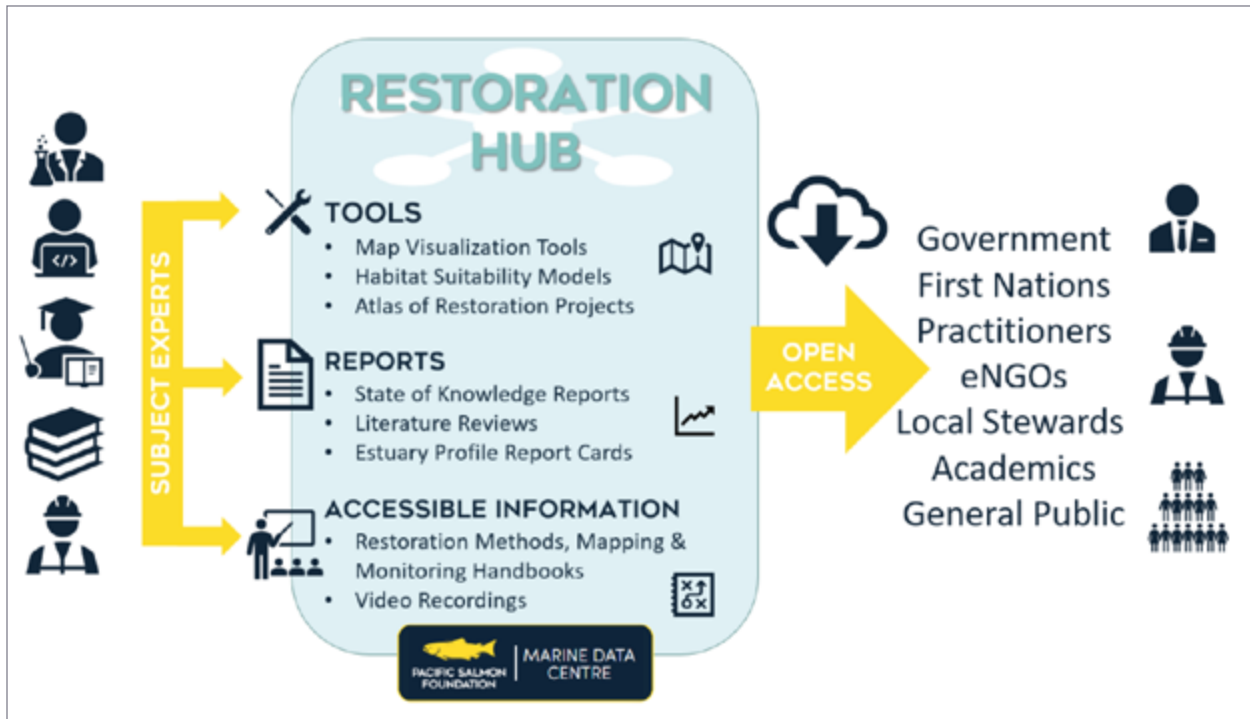 RESTORATION
HUB
SUBJECT EXPERTS
TOOLS
• Map Visualization Tools
• Habitat Suitability Models
• Atlas of Restoration Projects
REPORTS
• State of Knowledge Reports
• Literature Reviews
• Estuary Profile Report Cards
ACCESSIBLE INFORMATION
• Restoration Methods, Mapping &
Monitoring Handbooks
• Video Recordings
PACIFIC SALMON
FOUNDATION
MARINE DATA
CENTRE
OPEN
ACCESS
Government
First Nations
Practitioners
eNGOs
Local Stewards
Academics
General Public